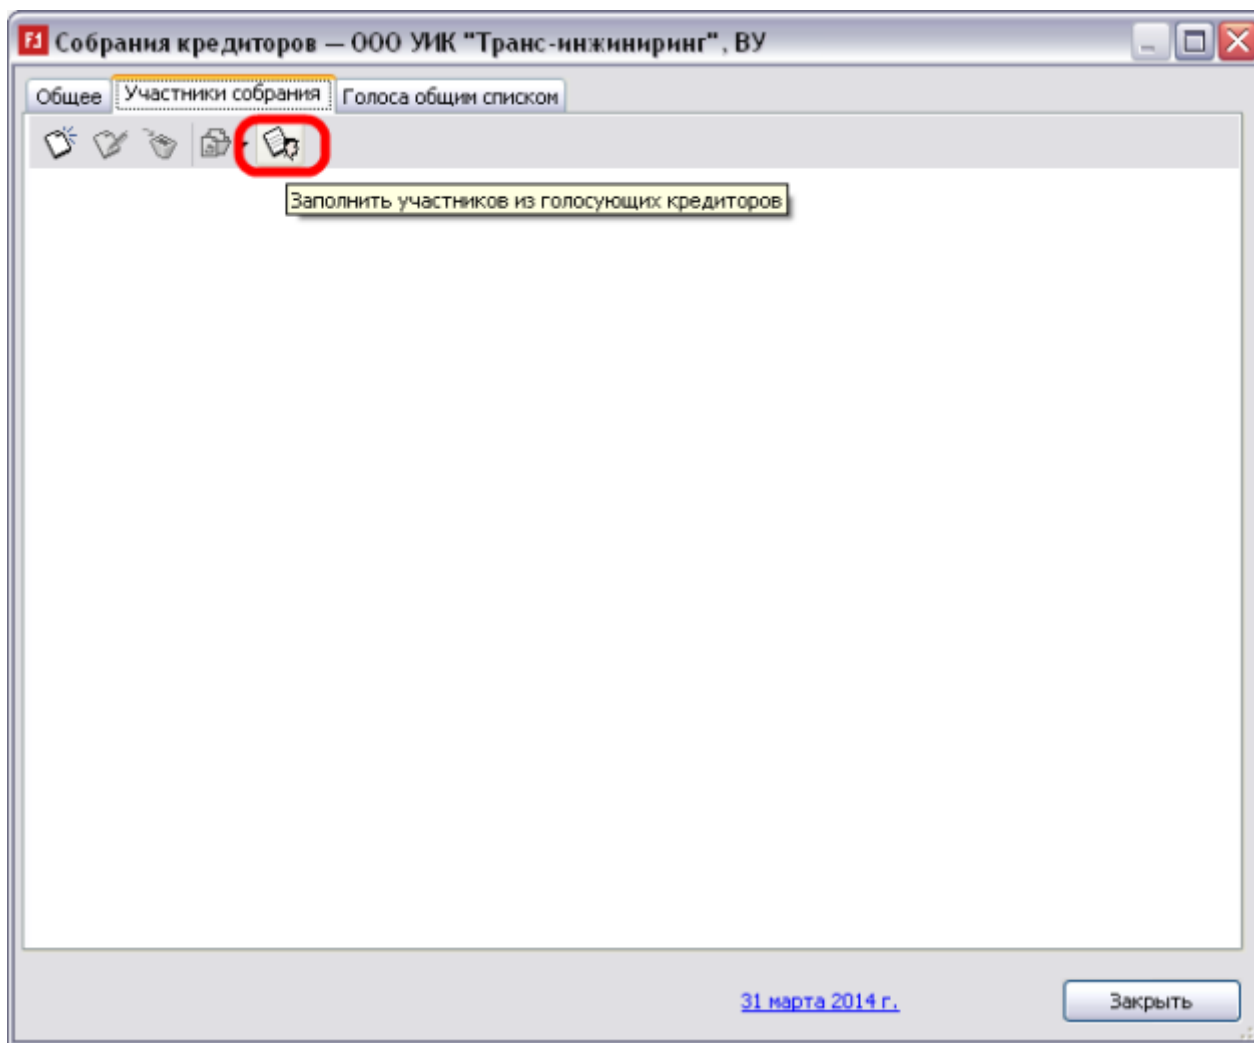 F1 Собрания кредиторов — ООО УИК "Транс-инжиниринг", ВУ
Общее Участники собрания Голоса общим списком
Заполнить участников из голосующих кредиторов
31 марта 2014 г. Закрыть